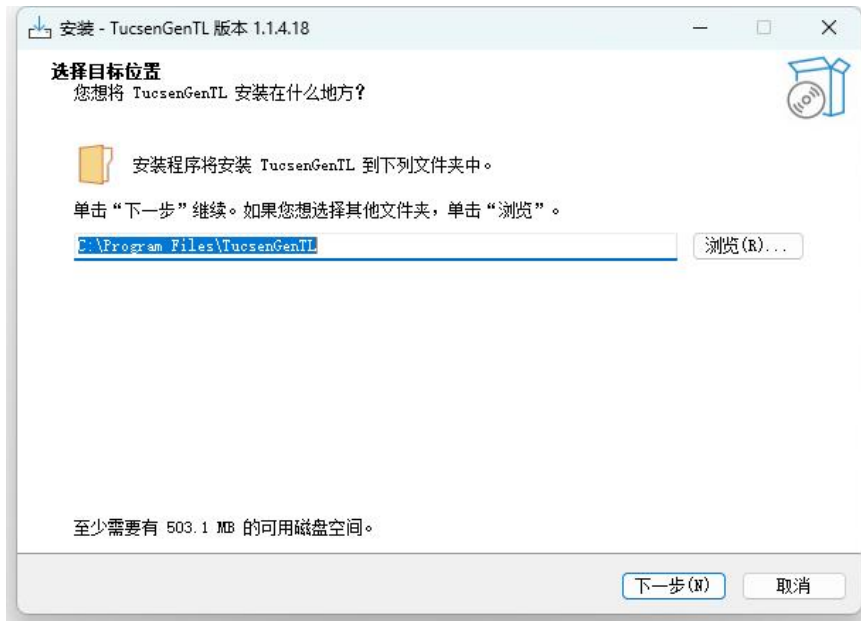 安装 - TucsenGenTL 版本 1.1.4.18
选择目标位置
您想将 TucsenGenTL 安装在什么地方?
安装程序将安装 TucsenGenTL 到下列文件夹中。
单击“下一步”继续。如果您想选择其他文件夹，单击“浏览”。
C:\Program Files\TucsenGenTL
浏览(R)...
至少需要有 503.1 MB 的可用磁盘空间。
下一步(N)
取消